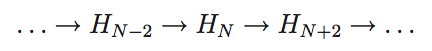 … → H_{N−2} → H_N → H_{N+2} → …